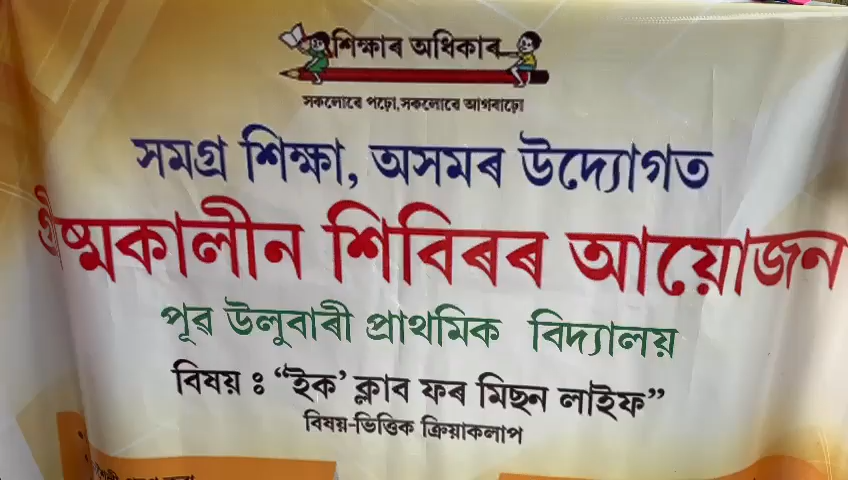 শিক্ষাৰ অধিকাৰ
সকলোৱে পঢ়ো, সকলোৱে আগবাঢ়ো
সমগ্ৰ শিক্ষা, অসমৰ উদ্যোগত
গ্ৰীষ্মকালীন শিবিৰৰ আয়োজন
পূৱ উলুবাৰী প্ৰাথমিক বিদ্যালয়
বিষয় : “ইক’ ক্লাব ফৰ মিছন লাইফ”
বিষয়-ভিত্তিক ক্ৰিয়াকলাপ